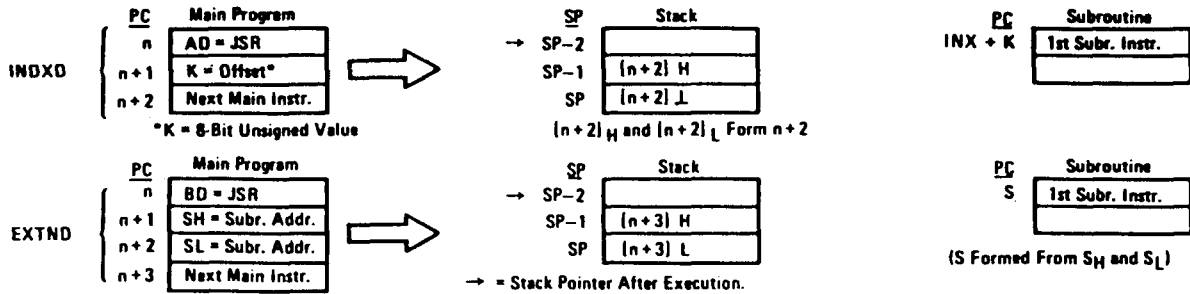 PC Main Program SP Stack PC Subroutine
n AD = JSR → SP-2 INX + K 1st Subr. Instr.
INDXD n+1 K = Offset* SP-1 (n+2) H
n+2 Next Main Instr. SP (n+2) L
*K = 8-Bit Unsigned Value (n+2) H and (n+2) L Form n+2
PC Main Program SP Stack PC Subroutine
n BD = JSR → SP-2 S 1st Subr. Instr.
EXTND n+1 SH = Subr. Addr. SP-1 (n+3) H
n+2 SL = Subr. Addr. SP (n+3) L (S Formed From SH and SL)
n+3 Next Main Instr. → = Stack Pointer After Execution.